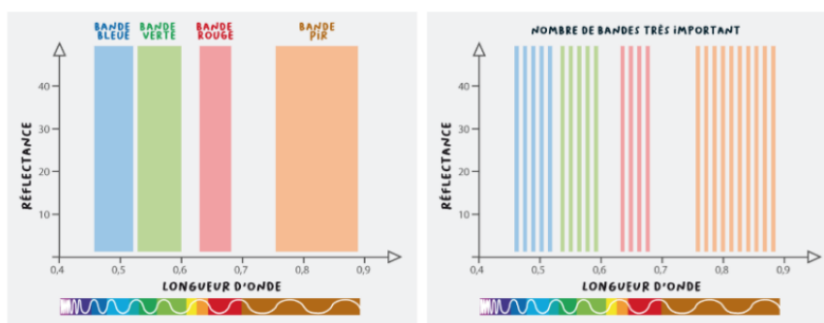 BANDE BLEUE
BANDE VERTE
BANDE ROUGE
BANDE PIR
RÉFLECTANCE
40
30
20
10
0,4 0,5 0,6 0,7 0,8 0,9
LONGUEUR D'ONDE
NOMBRE DE BANDES TRÈS IMPORTANT
RÉFLECTANCE
40
30
20
10
0,4 0,5 0,6 0,7 0,8 0,9
LONGUEUR D'ONDE